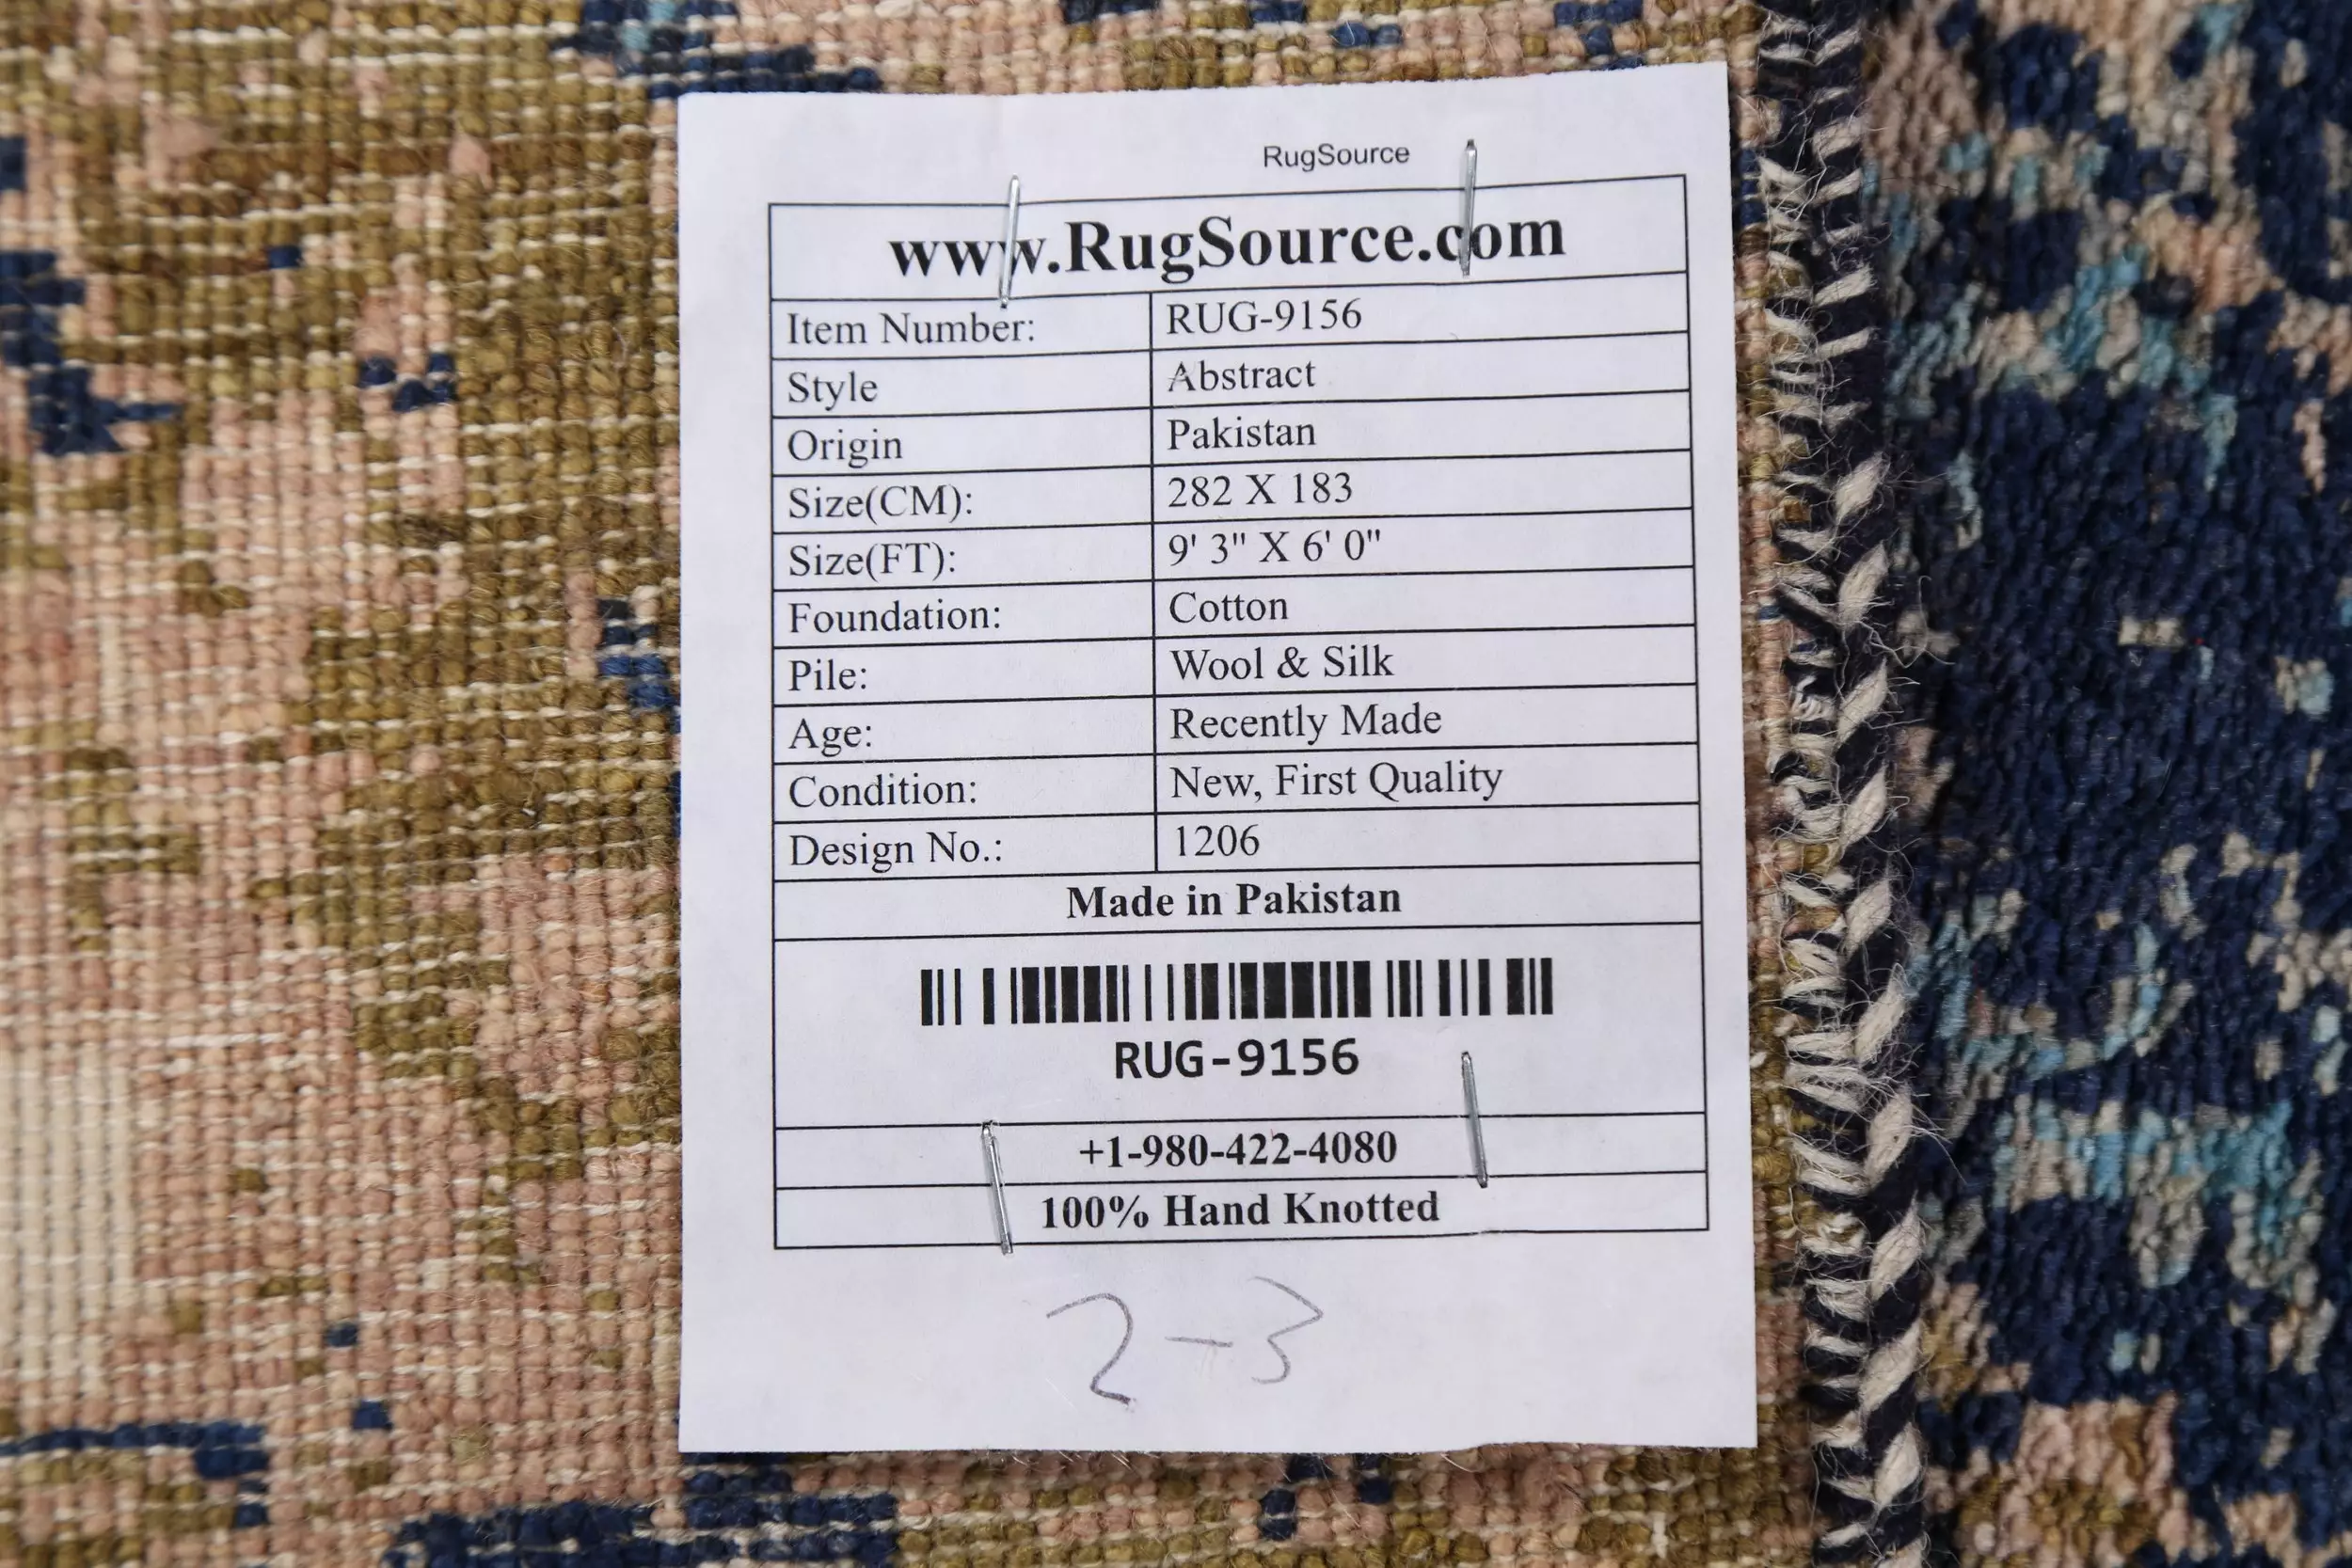 RugSource
www.RugSource.com
Item Number: RUG-9156
Style Abstract
Origin Pakistan
Size(CM): 282 X 183
Size(FT): 9' 3" X 6' 0"
Foundation: Cotton
Pile: Wool & Silk
Age: Recently Made
Condition: New, First Quality
Design No.: 1206
Made in Pakistan
RUG-9156
+1-980-422-4080
100% Hand Knotted
2-3